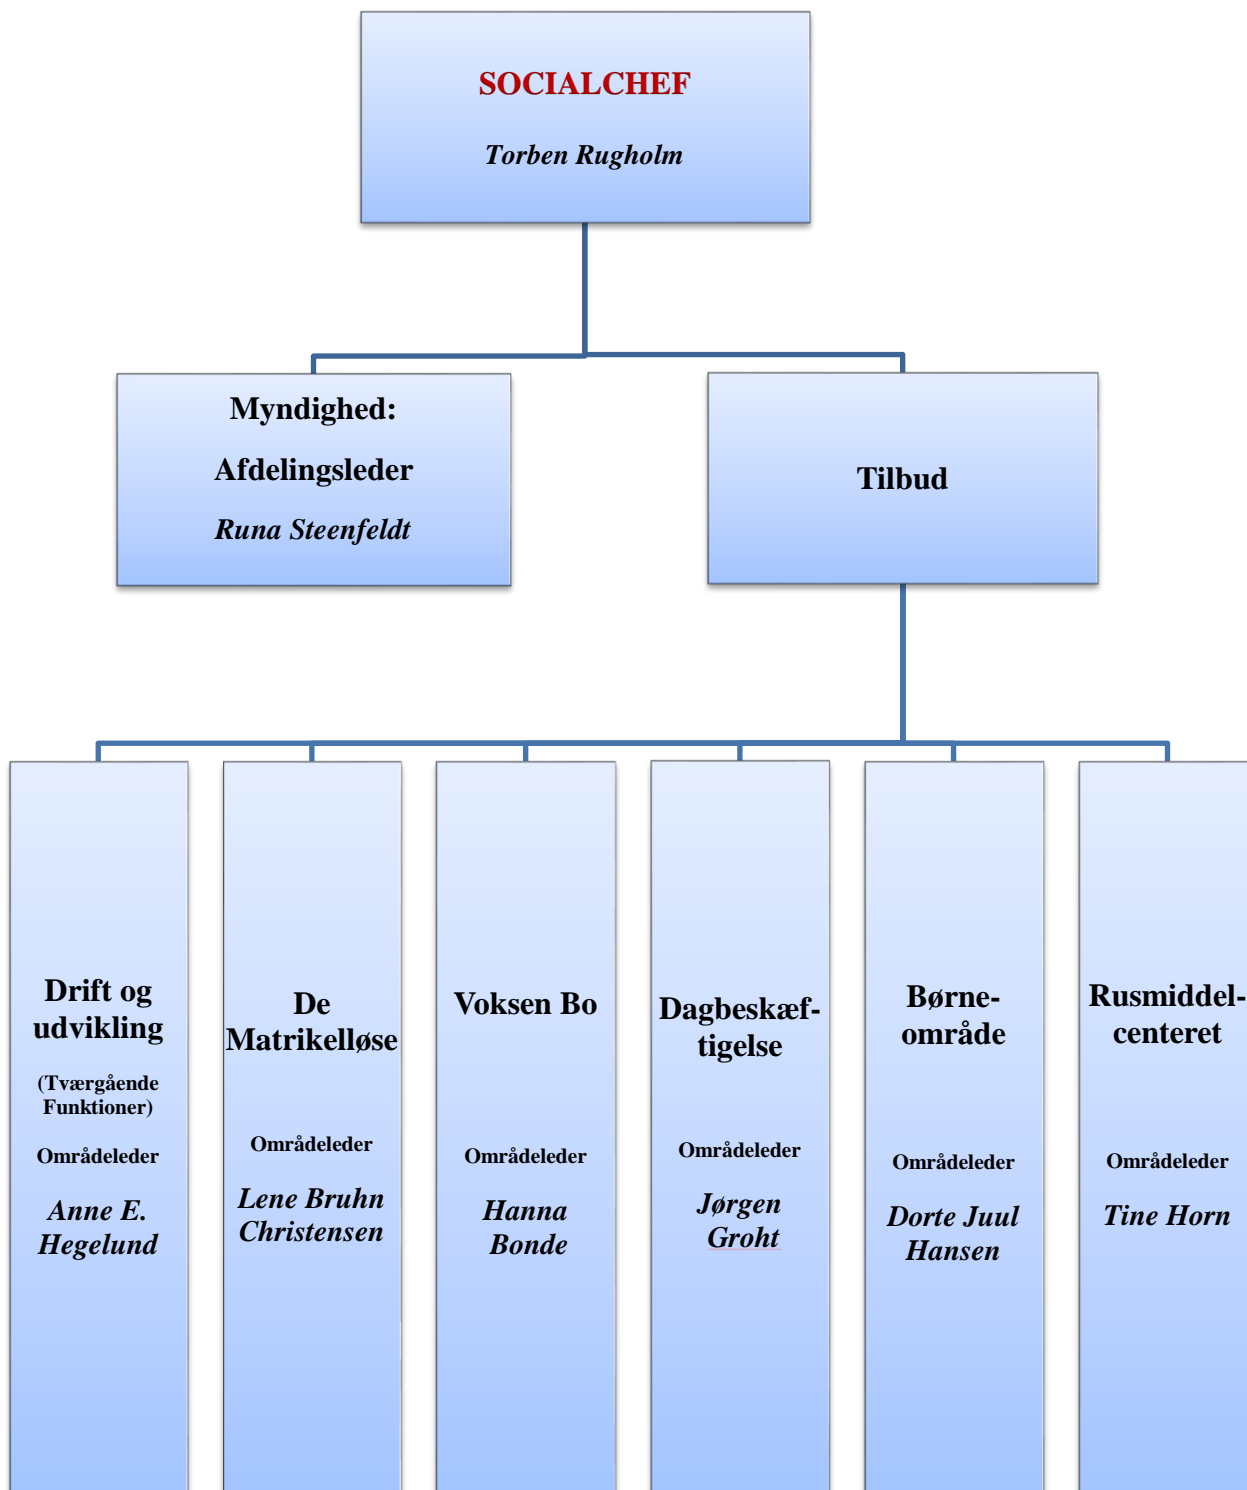 SOCIALCHEF
Torben Rugholm
Myndighed:
Afdelingsleder
Runa Steenfeldt
Tilbud
Drift og
udvikling
(Tværgående
Funktioner)
Områdeleder
Anne E.
Hegelund
De
Matrikelløse
Områdeleder
Lene Bruhn
Christensen
Voksen Bo
Områdeleder
Hanna
Bonde
Dagbeskæf-
tigelse
Områdeleder
Jørgen
Groht
Børne-
område
Områdeleder
Dorte Juul
Hansen
Rusmiddel-
centeret
Områdeleder
Tine Horn